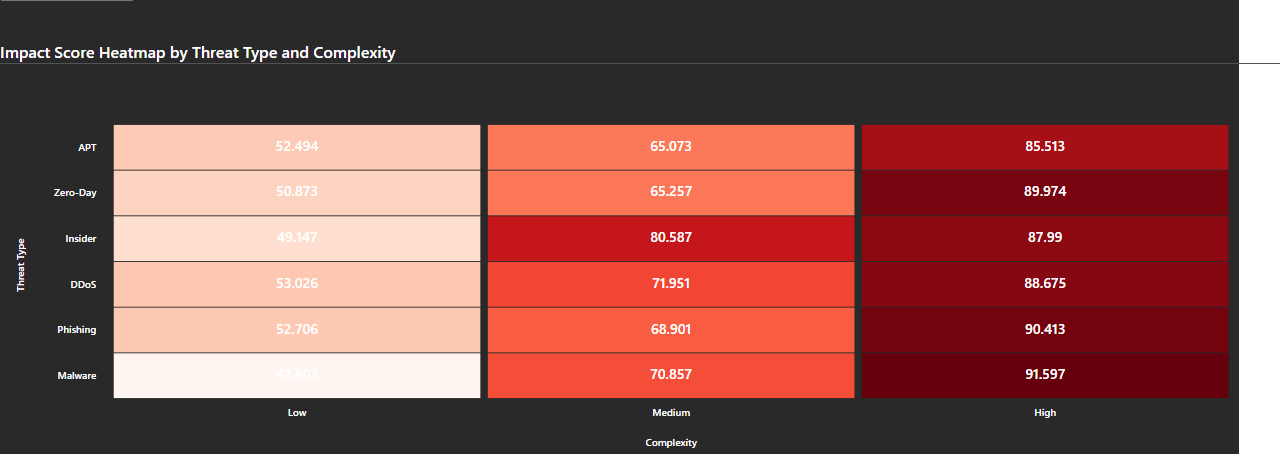 Impact Score Heatmap by Threat Type and Complexity
APT 52.494 65.073 85.513
Zero-Day 50.873 65.257 89.974
Insider 49.147 80.587 87.99
Threat Type
DDoS 53.026 71.951 88.675
Phishing 52.706 68.901 90.413
Malware 42.803 70.857 91.597
Low Medium High
Complexity